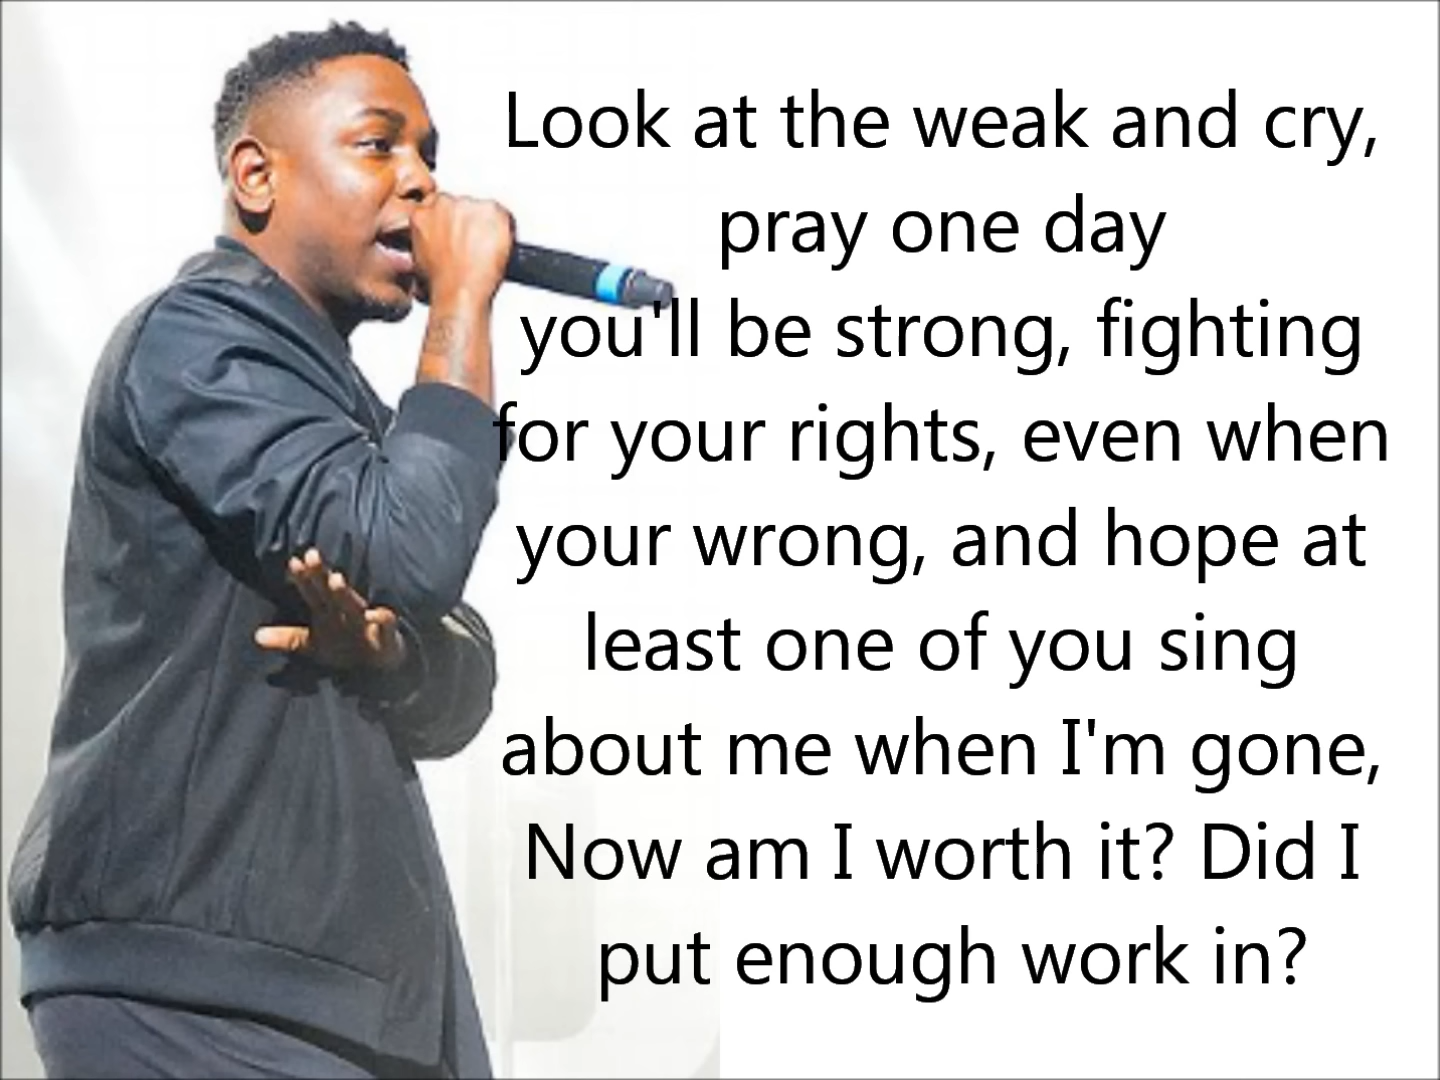 Look at the weak and cry,
pray one day
you'll be strong, fighting
for your rights, even when
your wrong, and hope at
least one of you sing
about me when I'm gone,
Now am I worth it? Did I
put enough work in?